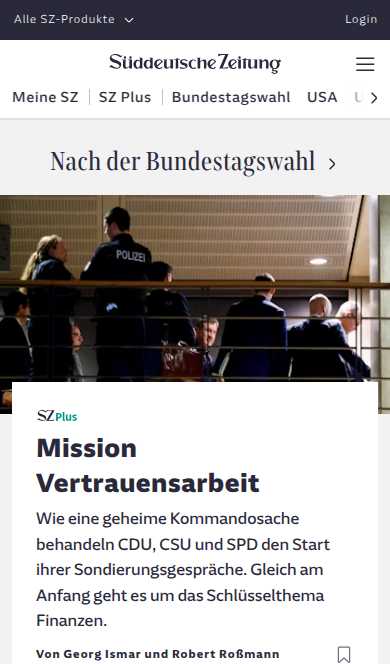 Alle SZ-Produkte
Login
Süddeutsche Zeitung
Meine SZ
SZ Plus
Bundestagswahl
USA
Nach der Bundestagswahl
POLIZEI
SZ Plus
Mission
Vertrauensarbeit
Wie eine geheime Kommandosache
behandeln CDU, CSU und SPD den Start
ihrer Sondierungsgespräche. Gleich am
Anfang geht es um das Schlüsselthema
Finanzen.
Von Georg Ismar und Robert Roßmann